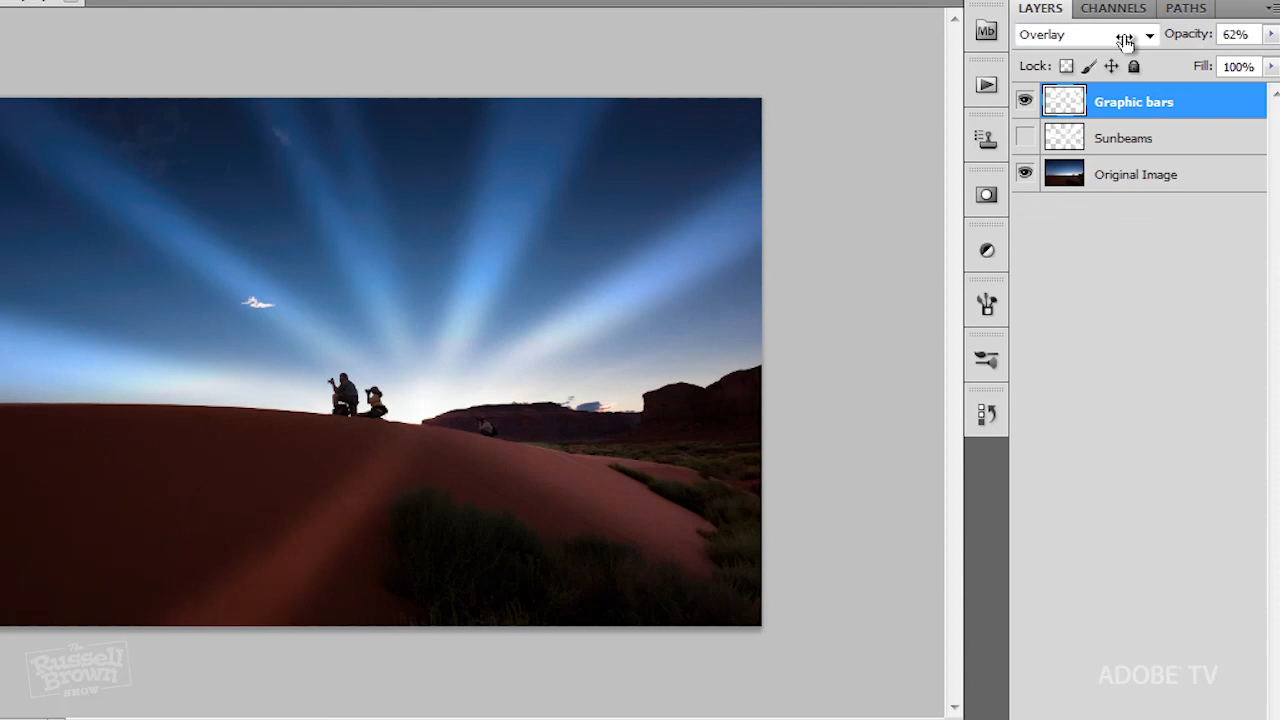 LAYERS CHANNELS PATHS
Overlay Opacity: 62%
Lock: Fill: 100%
Graphic bars
Sunbeams
Original Image
Mb
The
Russell
Brown
SHOW
ADOBE TV